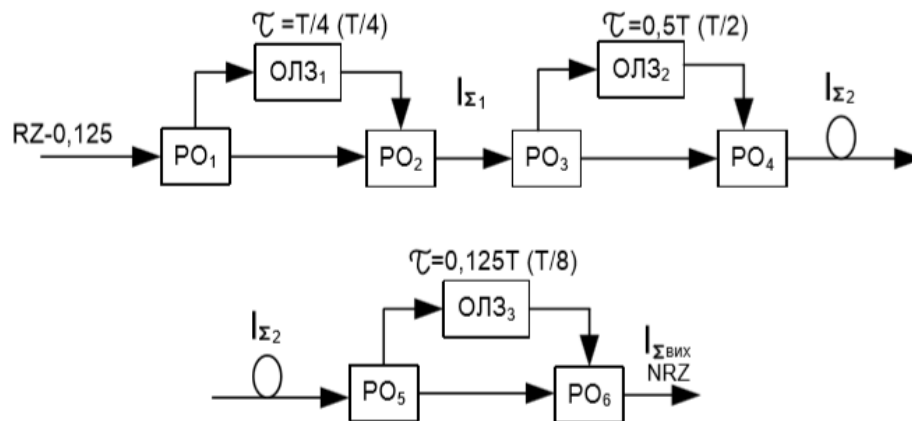 τ=T/4 (T/4)
τ=0,5T (T/2)
ОЛЗ₁
ОЛЗ₂
RZ-0,125
IΣ₁
IΣ₂
РО₁
РО₂
РО₃
РО₄
τ=0,125T (T/8)
ОЛЗ₃
IΣ₂
IΣвих
NRZ
РО₅
РО₆